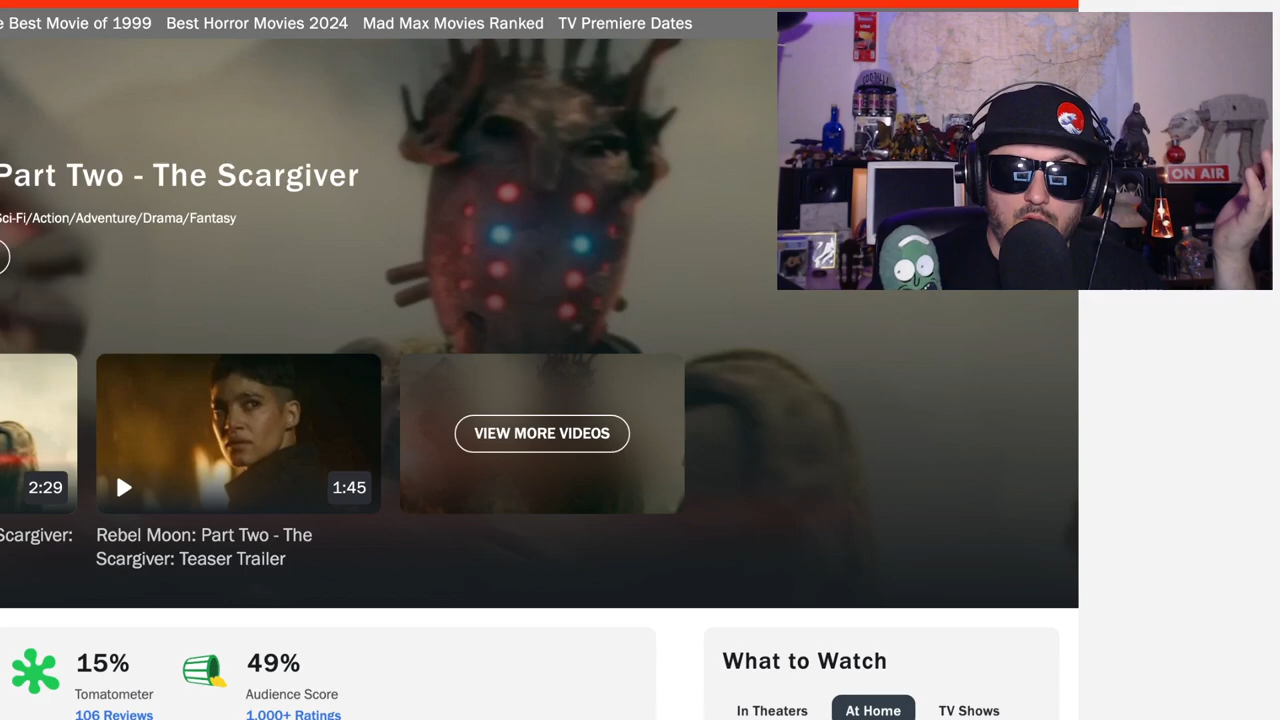 e Best Movie of 1999 Best Horror Movies 2024 Mad Max Movies Ranked TV Premiere Dates
ON AIR
Part Two - The Scargiver
Sci-Fi/Action/Adventure/Drama/Fantasy
VIEW MORE VIDEOS
2:29
1:45
Scargiver:
Rebel Moon: Part Two - The
Scargiver: Teaser Trailer
15%
Tomatometer
106 Reviews
49%
Audience Score
1,000+ Ratings
What to Watch
In Theaters At Home TV Shows